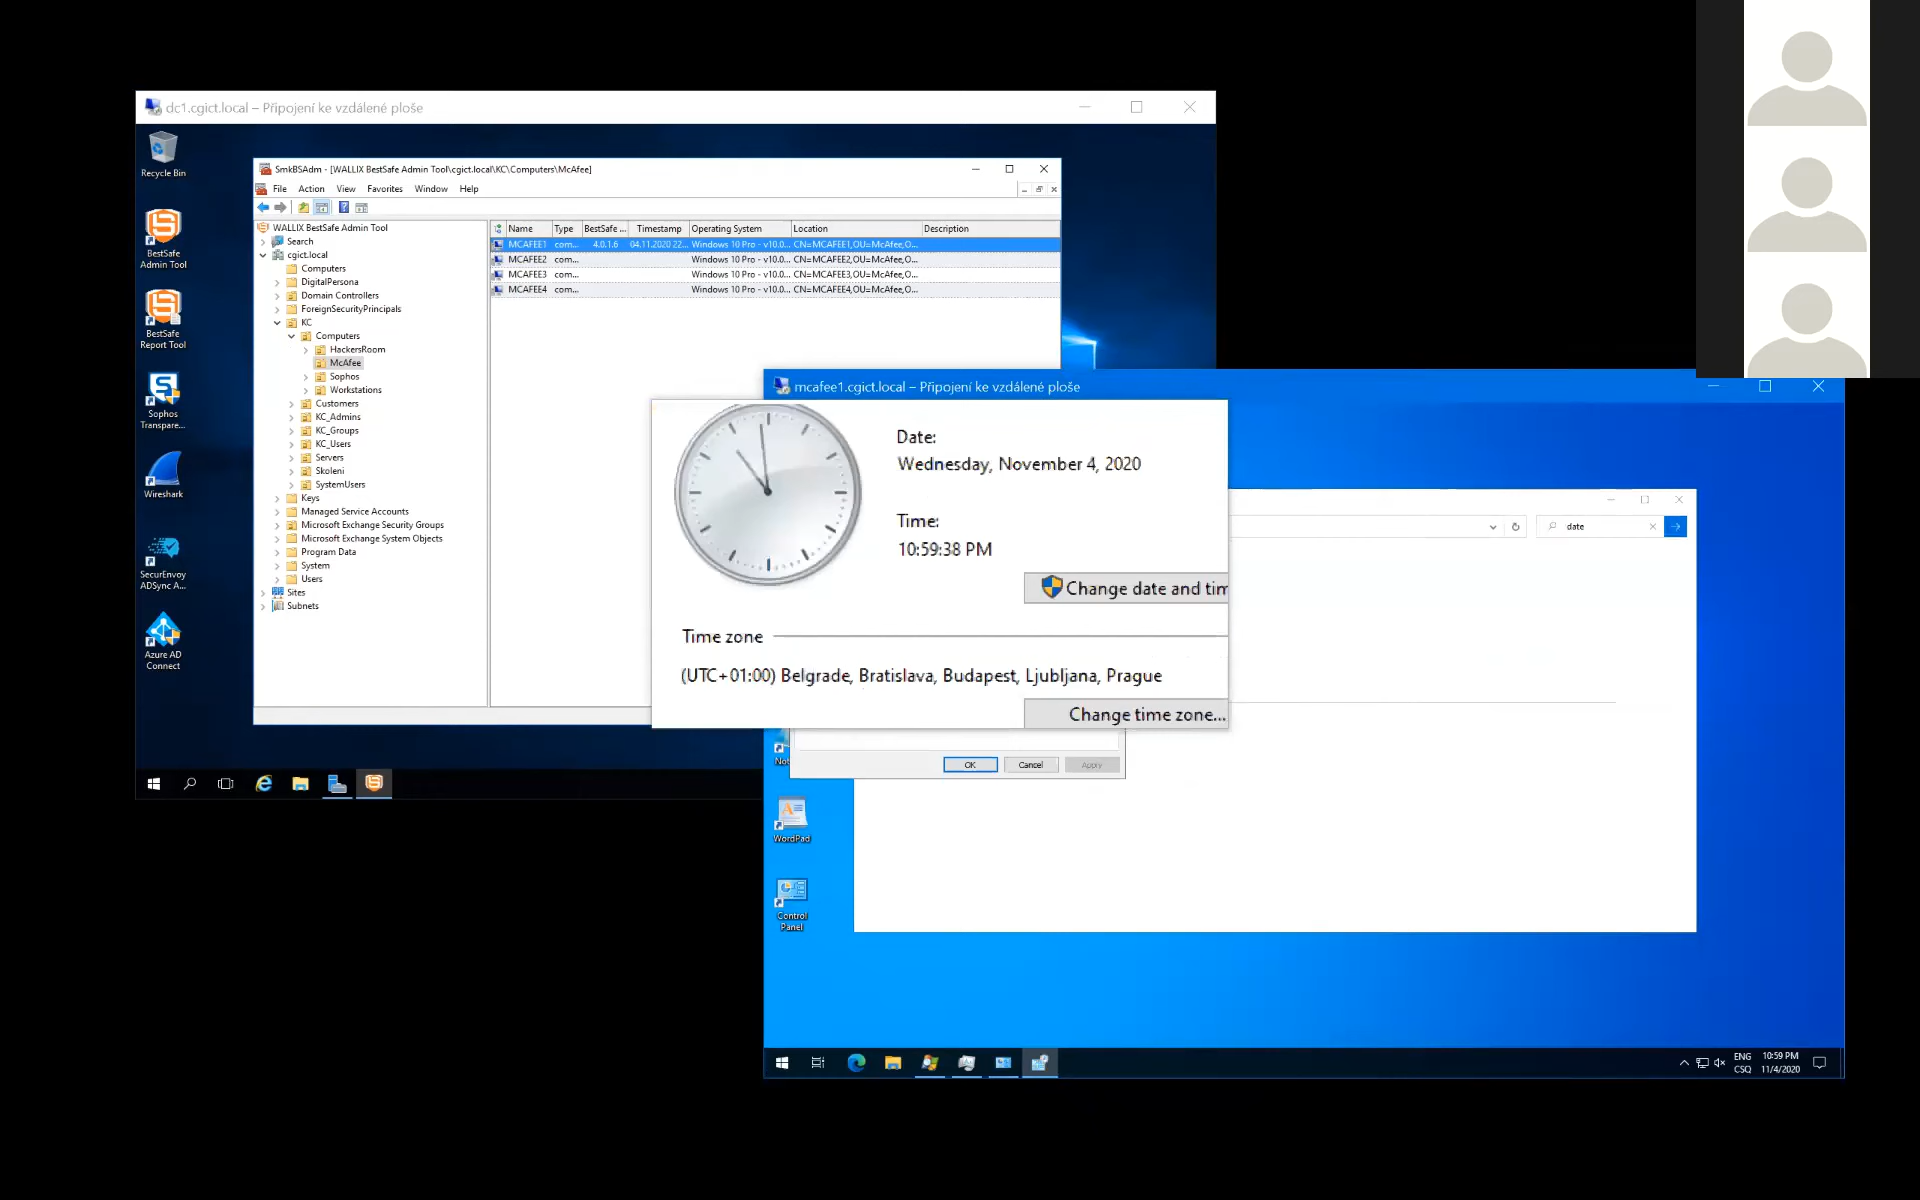 dc1.cgict.local – Připojení ke vzdálené ploše
Recycle Bin
BestSafe
Admin Tool
BestSafe
Report Tool
Sophos
Transpare...
Wireshark
SecurEnvoy
ADSync A...
Azure AD
Connect
SmkBSAdm - [WALLIX BestSafe Admin Tool\cgict.local\KC\Computers\McAfee]
File Action View Favorites Window Help
WALLIX BestSafe Admin Tool
Search
cgict.local
Computers
DigitalPersona
Domain Controllers
ForeignSecurityPrincipals
KC
Computers
HackersRoom
McAfee
Sophos
Workstations
Customers
KC_Admins
KC_Groups
KC_Users
Servers
Skoleni
SystemUsers
Keys
Managed Service Accounts
Microsoft Exchange Security Groups
Microsoft Exchange System Objects
Program Data
System
Users
Sites
Subnets
Name Type BestSafe ... Timestamp Operating System Location Description
MCAFEE1 com... 4.0.1.6 04.11.2020 22... Windows 10 Pro - v10.0... CN=MCAFEE1,OU=McAfee,O...
MCAFEE2 com... Windows 10 Pro - v10.0... CN=MCAFEE2,OU=McAfee,O...
MCAFEE3 com... Windows 10 Pro - v10.0... CN=MCAFEE3,OU=McAfee,O...
MCAFEE4 com... Windows 10 Pro - v10.0... CN=MCAFEE4,OU=McAfee,O...
mcafee1.cgict.local – Připojení ke vzdálené ploše
Date:
Wednesday, November 4, 2020
Time:
10:59:38 PM
Change date and tim
Time zone
(UTC+01:00) Belgrade, Bratislava, Budapest, Ljubljana, Prague
Change time zone...
OK Cancel Apply
date
Not
WordPad
Control
Panel
ENG
CSQ
10:59 PM
11/4/2020